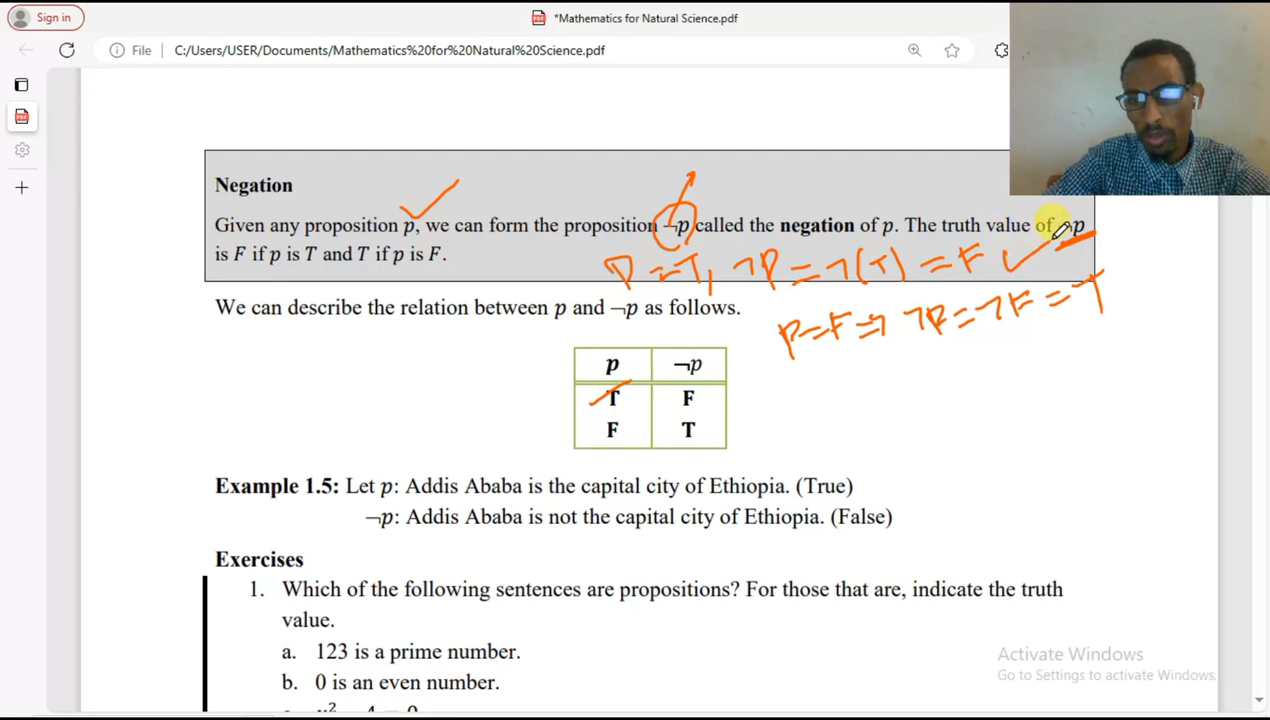 Sign in
*Mathematics for Natural Science.pdf
File | C:/Users/USER/Documents/Mathematics%20for%20Natural%20Science.pdf
Negation
Given any proposition p, we can form the proposition ¬p called the negation of p. The truth value of ¬p
is F if p is T and T if p is F.
P = T, ¬P = ¬(T) = F
We can describe the relation between p and ¬p as follows.
P = F => ¬P = ¬F = T
p ¬p
T F
F T
Example 1.5: Let p: Addis Ababa is the capital city of Ethiopia. (True)
¬p: Addis Ababa is not the capital city of Ethiopia. (False)
Exercises
1. Which of the following sentences are propositions? For those that are, indicate the truth
value.
a. 123 is a prime number.
b. 0 is an even number.
Activate Windows
Go to Settings to activate Windows.